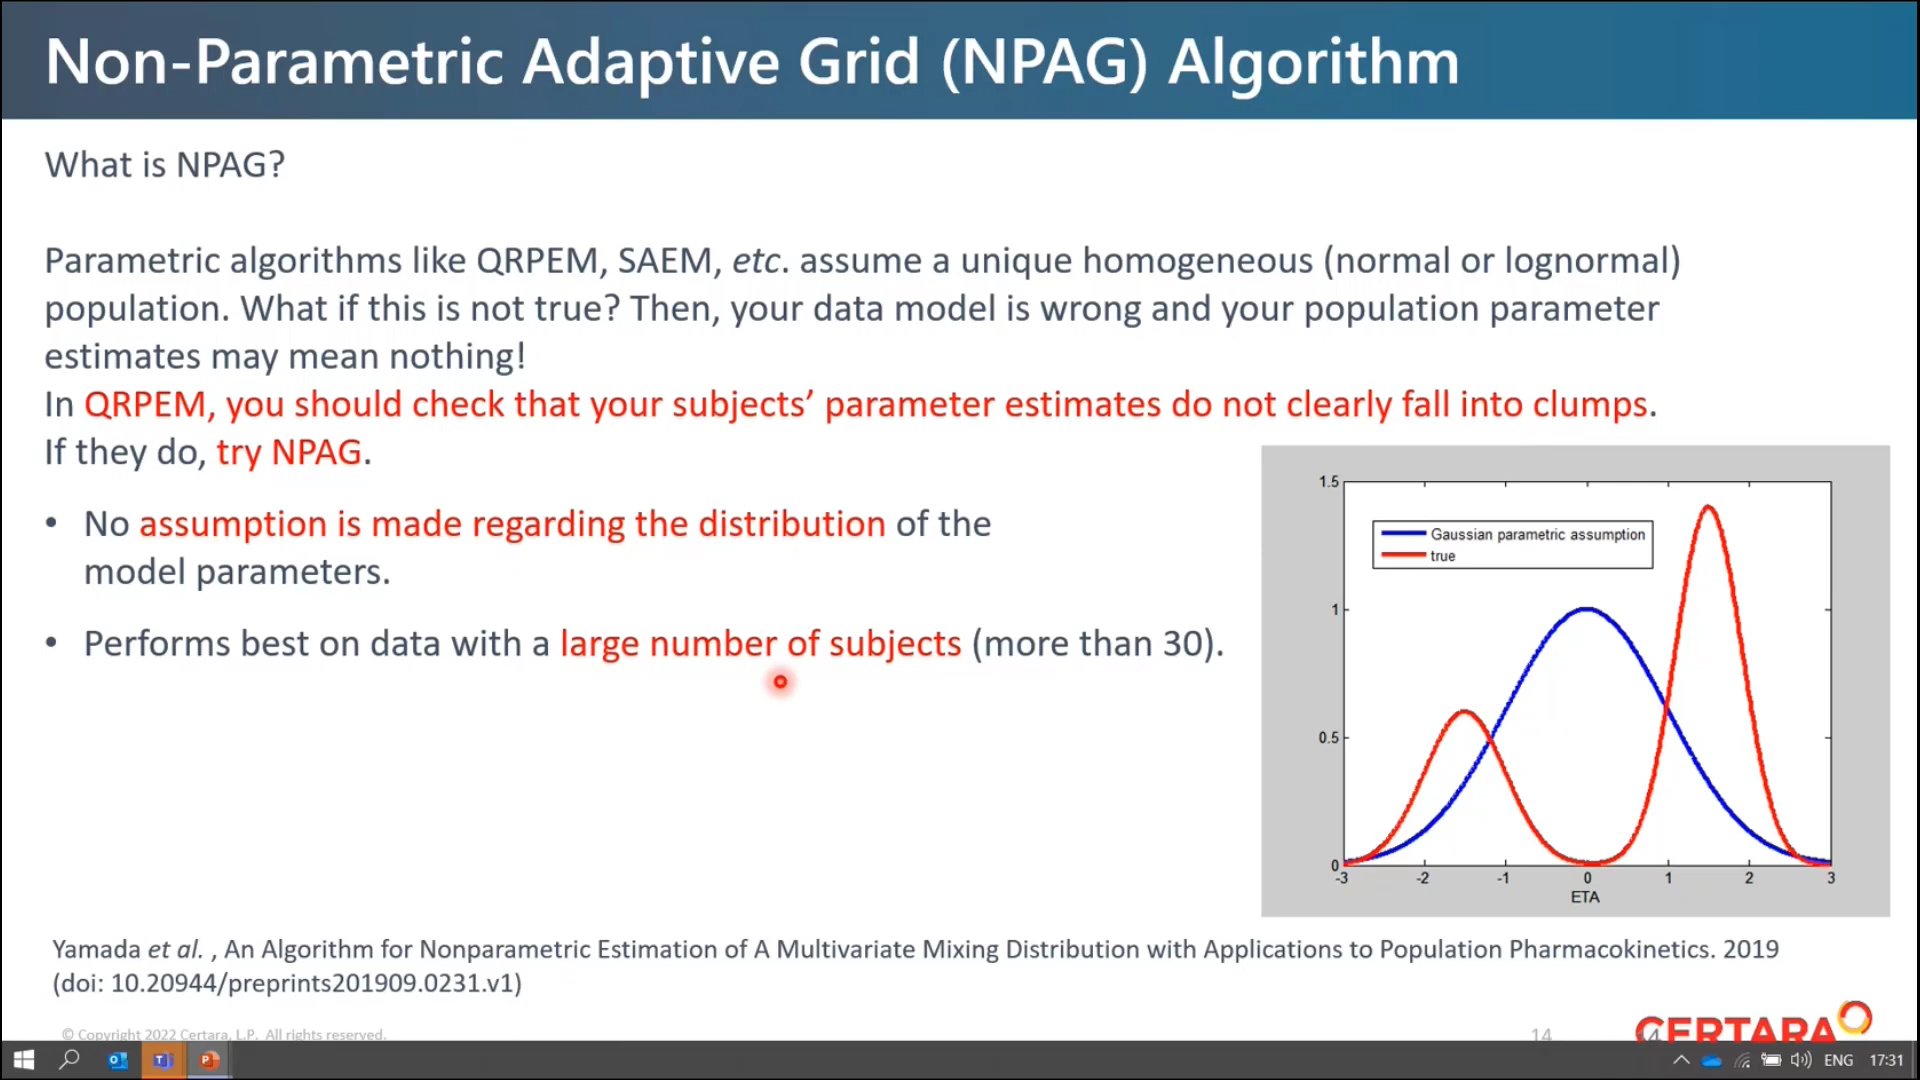 Non-Parametric Adaptive Grid (NPAG) Algorithm
What is NPAG?
Parametric algorithms like QRPEM, SAEM, etc. assume a unique homogeneous (normal or lognormal)
population. What if this is not true? Then, your data model is wrong and your population parameter
estimates may mean nothing!
In QRPEM, you should check that your subjects’ parameter estimates do not clearly fall into clumps.
If they do, try NPAG.
• No assumption is made regarding the distribution of the
model parameters.
• Performs best on data with a large number of subjects (more than 30).
1.5
1
0.5
0
Gaussian parametric assumption
true
-3 -2 -1 0 1 2 3
ETA
Yamada et al. , An Algorithm for Nonparametric Estimation of A Multivariate Mixing Distribution with Applications to Population Pharmacokinetics. 2019
(doi: 10.20944/preprints201909.0231.v1)
© Copyright 2022 Certara, L.P. All rights reserved.
14
CERTARA
ENG 17:31